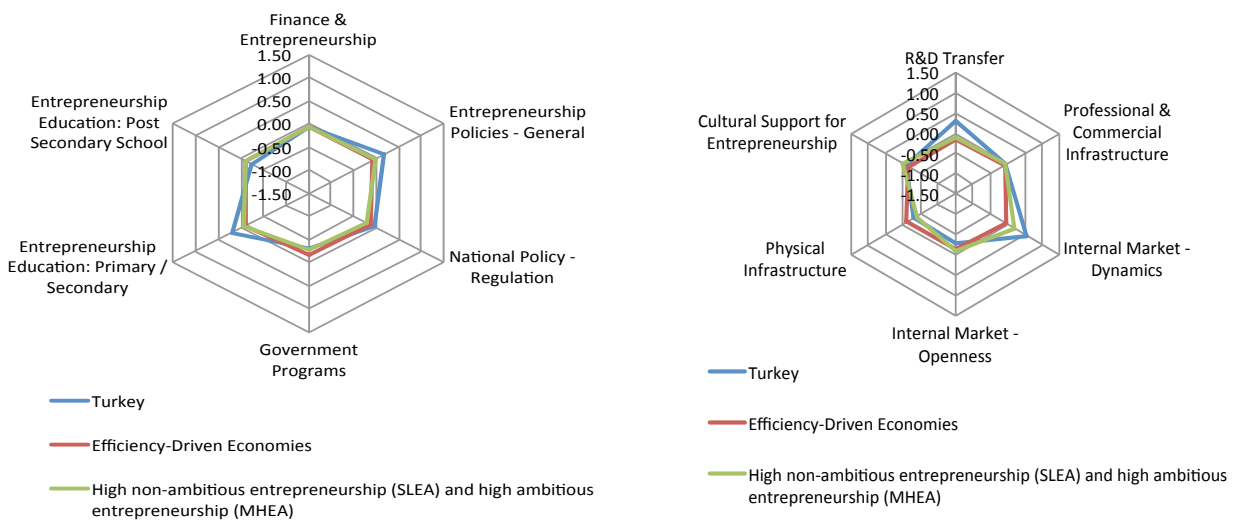 Finance &
Entrepreneurship
1.50
1.00
0.50
0.00
-0.50
-1.00
-1.50
Entrepreneurship
Policies - General
National Policy -
Regulation
Government
Programs
Entrepreneurship
Education: Primary /
Secondary
Entrepreneurship
Education: Post
Secondary School
Turkey
Efficiency-Driven Economies
High non-ambitious entrepreneurship (SLEA) and high ambitious
entrepreneurship (MHEA)
R&D Transfer
1.50
1.00
0.50
0.00
-0.50
-1.00
-1.50
Professional &
Commercial
Infrastructure
Internal Market -
Dynamics
Internal Market -
Openness
Physical
Infrastructure
Cultural Support for
Entrepreneurship
Turkey
Efficiency-Driven Economies
High non-ambitious entrepreneurship (SLEA) and high ambitious
entrepreneurship (MHEA)